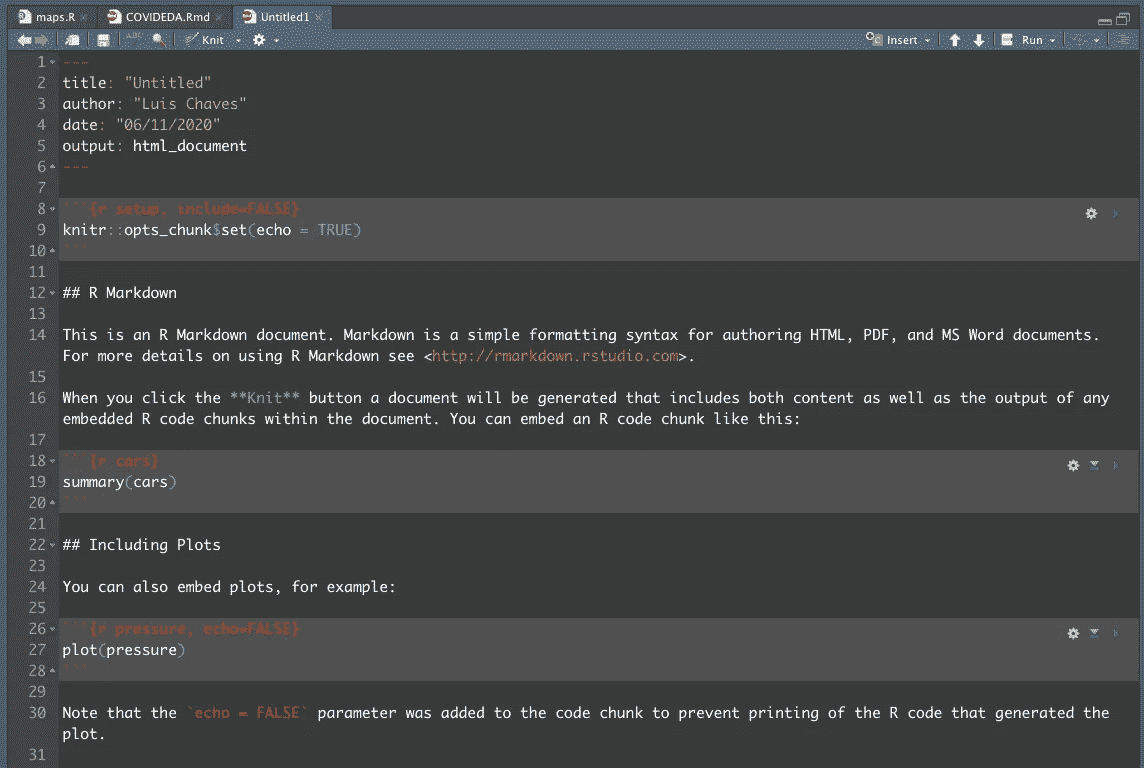 maps.R × COVIDEDA.Rmd × Untitled1 ×
ABC Knit Insert Run
1 ---
2 title: "Untitled"
3 author: "Luis Chaves"
4 date: "06/11/2020"
5 output: html_document
6 ---
7
8 ```{r setup, include=FALSE}
9 knitr::opts_chunk$set(echo = TRUE)
10 ```
11
12 ## R Markdown
13
14 This is an R Markdown document. Markdown is a simple formatting syntax for authoring HTML, PDF, and MS Word documents.
For more details on using R Markdown see <http://rmarkdown.rstudio.com>.
15
16 When you click the **Knit** button a document will be generated that includes both content as well as the output of any
embedded R code chunks within the document. You can embed an R code chunk like this:
17
18 ```{r cars}
19 summary(cars)
20 ```
21
22 ## Including Plots
23
24 You can also embed plots, for example:
25
26 ```{r pressure, echo=FALSE}
27 plot(pressure)
28 ```
29
30 Note that the `echo = FALSE` parameter was added to the code chunk to prevent printing of the R code that generated the
plot.
31